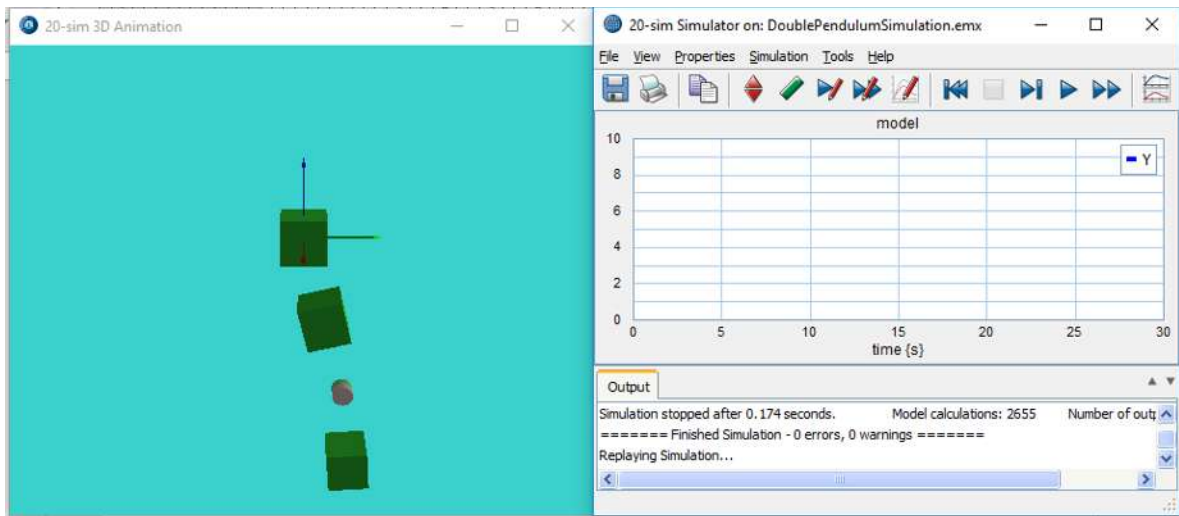 20-sim 3D Animation
20-sim Simulator on: DoublePendulumSimulation.emx
File View Properties Simulation Tools Help
model
10
8
6
4
2
0
Y
0 5 10 15 20 25 30
time {s}
Output
Simulation stopped after 0.174 seconds. Model calculations: 2655 Number of outp
======= Finished Simulation - 0 errors, 0 warnings =======
Replaying Simulation...